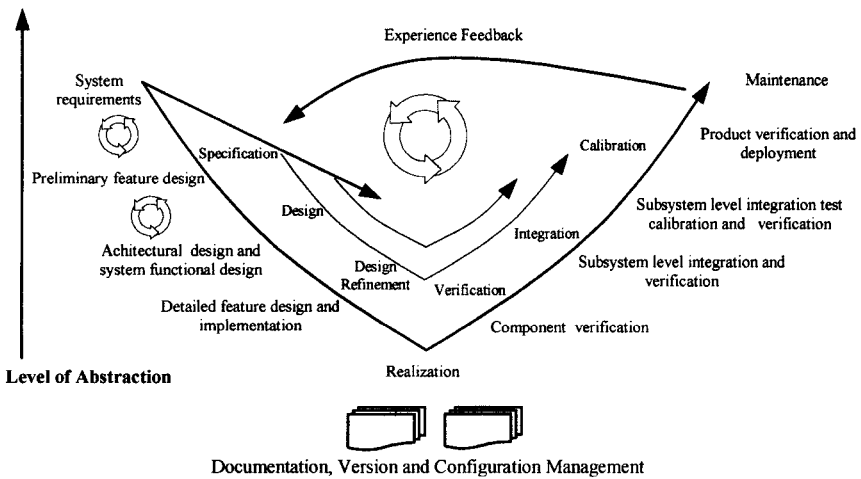 Experience Feedback
System
requirements
Maintenance
Specification
Calibration
Product verification and
deployment
Preliminary feature design
Design
Subsystem level integration test
calibration and verification
Integration
Achitectural design and
system functional design
Design
Refinement
Verification
Subsystem level integration and
verification
Detailed feature design and
implementation
Component verification
Realization
Level of Abstraction
Documentation, Version and Configuration Management